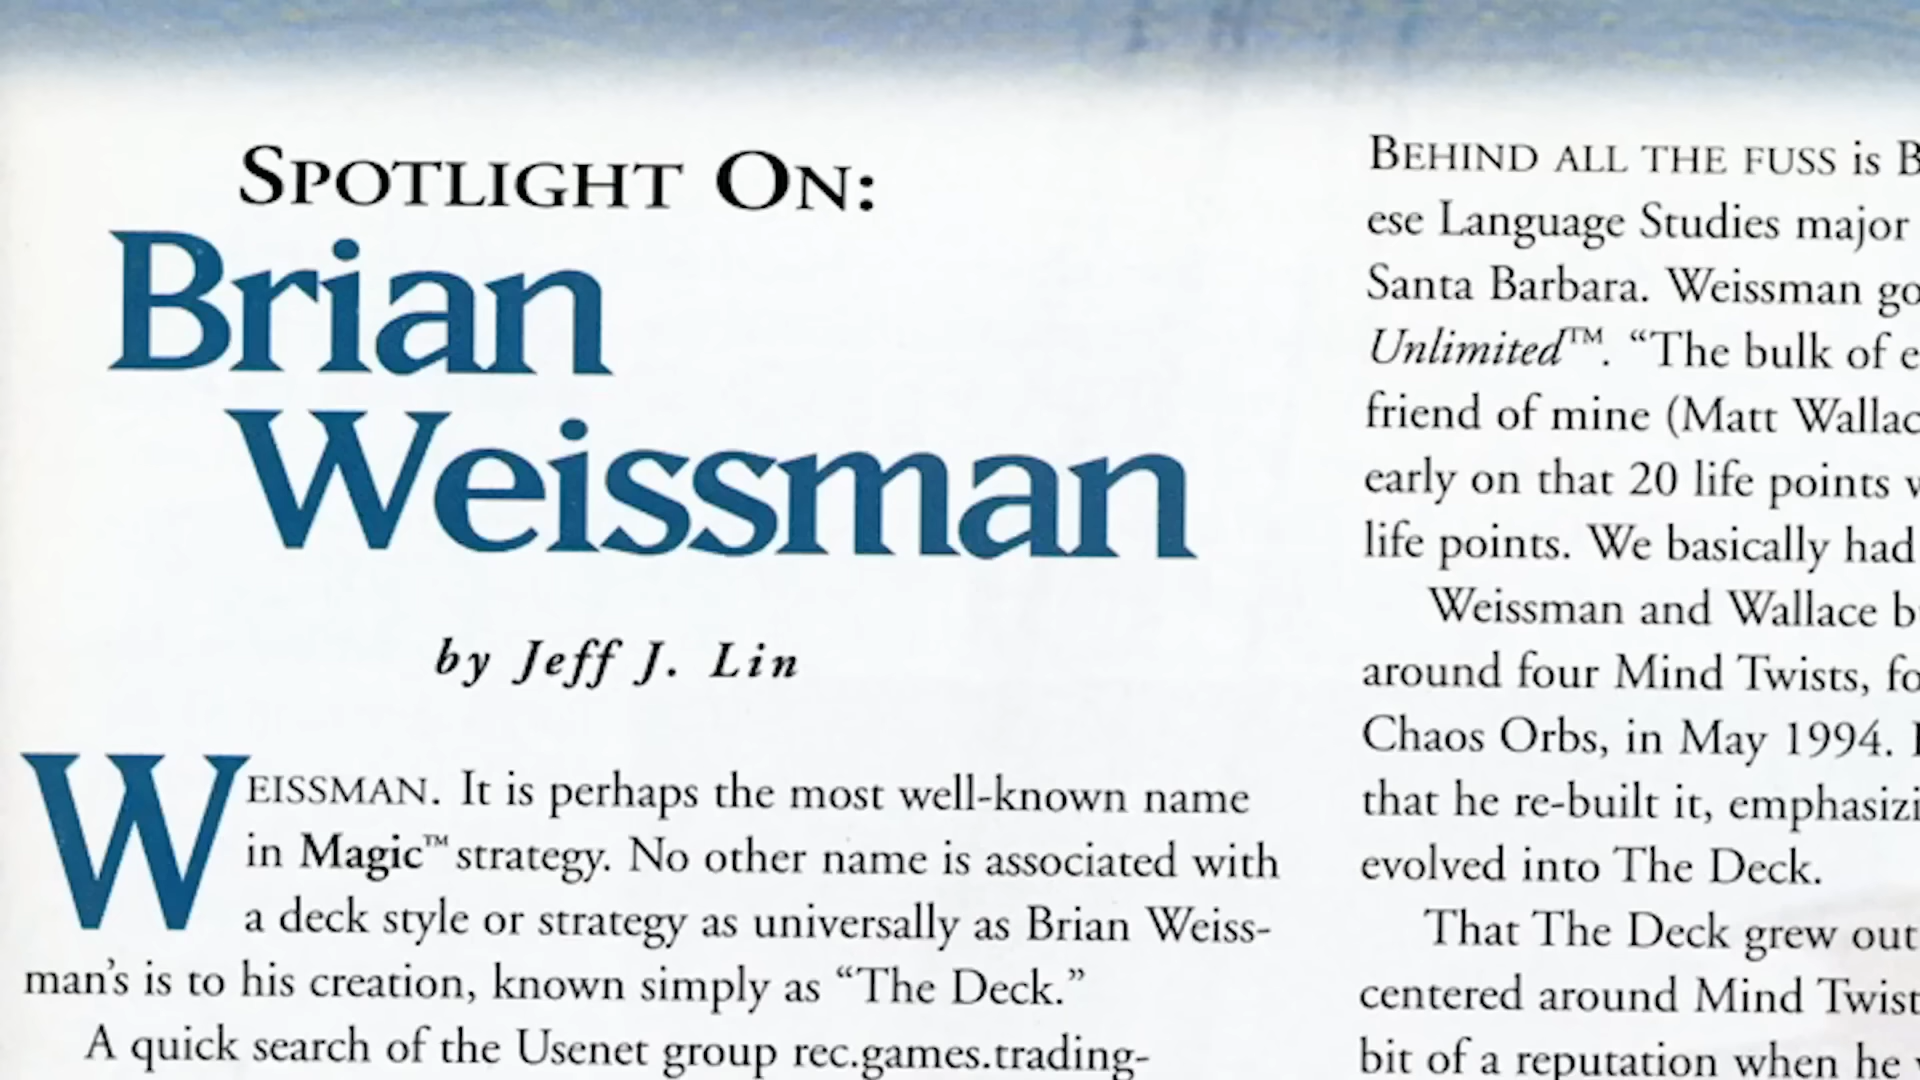 SPOTLIGHT ON:
Brian
Weissman
by Jeff J. Lin
WEISSMAN. It is perhaps the most well-known name
in Magic™ strategy. No other name is associated with
a deck style or strategy as universally as Brian Weiss-
man's is to his creation, known simply as “The Deck.”
A quick search of the Usenet group rec.games.trading-
BEHIND ALL THE FUSS is B
ese Language Studies major
Santa Barbara. Weissman go
Unlimited™. “The bulk of e
friend of mine (Matt Wallac
early on that 20 life points
life points. We basically had
Weissman and Wallace b
around four Mind Twists, fo
Chaos Orbs, in May 1994.
that he re-built it, emphasizi
evolved into The Deck.
That The Deck grew out
centered around Mind Twist
bit of a reputation when he